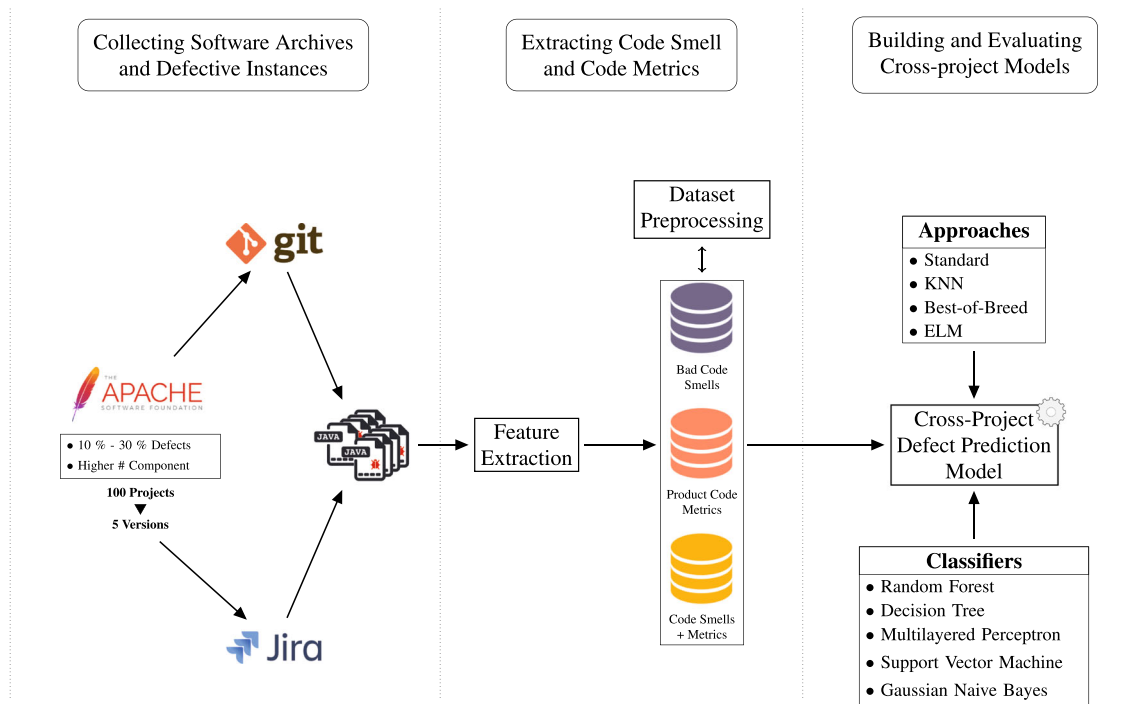 Collecting Software Archives
and Defective Instances
Extracting Code Smell
and Code Metrics
Building and Evaluating
Cross-project Models
git
THE
APACHE
SOFTWARE FOUNDATION
• 10 % - 30 % Defects
• Higher # Component
100 Projects
5 Versions
Jira
JAVA
JAVA
Feature
Extraction
Dataset
Preprocessing
Bad Code
Smells
Product Code
Metrics
Code Smells
+ Metrics
Approaches
• Standard
• KNN
• Best-of-Breed
• ELM
Cross-Project
Defect Prediction
Model
Classifiers
• Random Forest
• Decision Tree
• Multilayered Perceptron
• Support Vector Machine
• Gaussian Naive Bayes